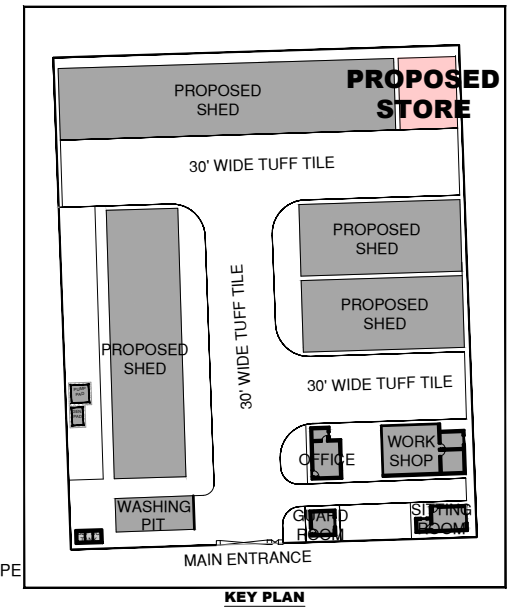 PROPOSED
SHED
PROPOSED
STORE
30' WIDE TUFF TILE
PROPOSED
SHED
PROPOSED
SHED
30' WIDE TUFF TILE
PROPOSED
SHED
30' WIDE TUFF TILE
OFFICE
WORK
SHOP
WASHING
PIT
GUARD
ROOM
SITTING
ROOM
MAIN ENTRANCE
PE
KEY PLAN